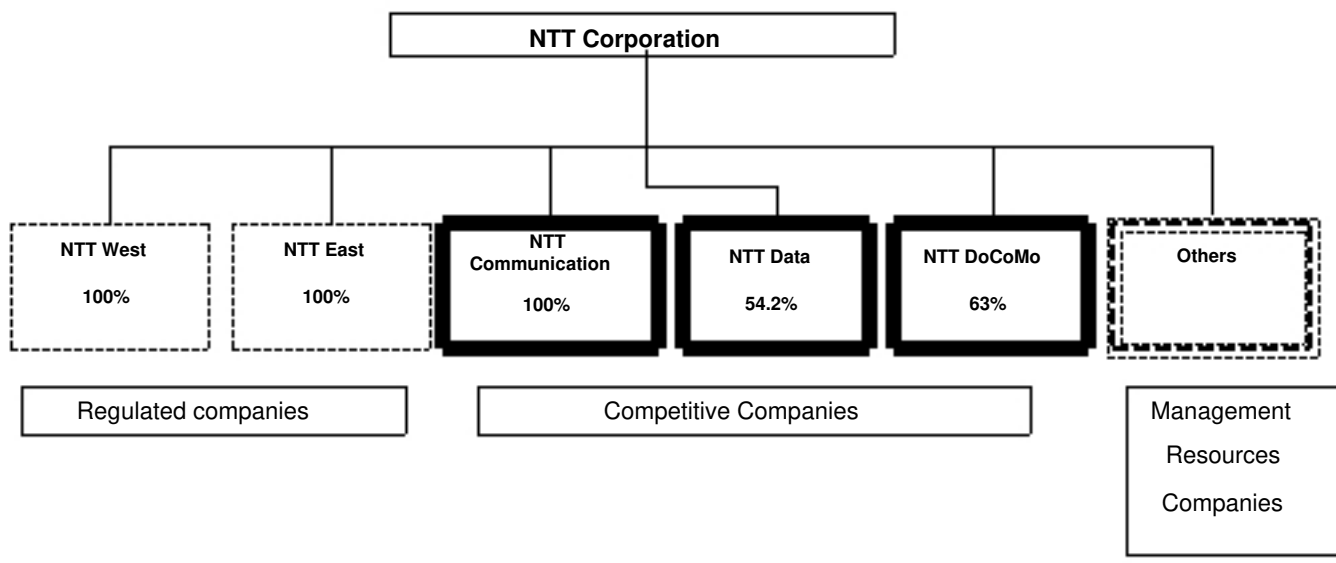 NTT Corporation
NTT West
100%
NTT East
100%
NTT
Communication
100%
NTT Data
54.2%
NTT DoCoMo
63%
Others
Regulated companies
Competitive Companies
Management
Resources
Companies